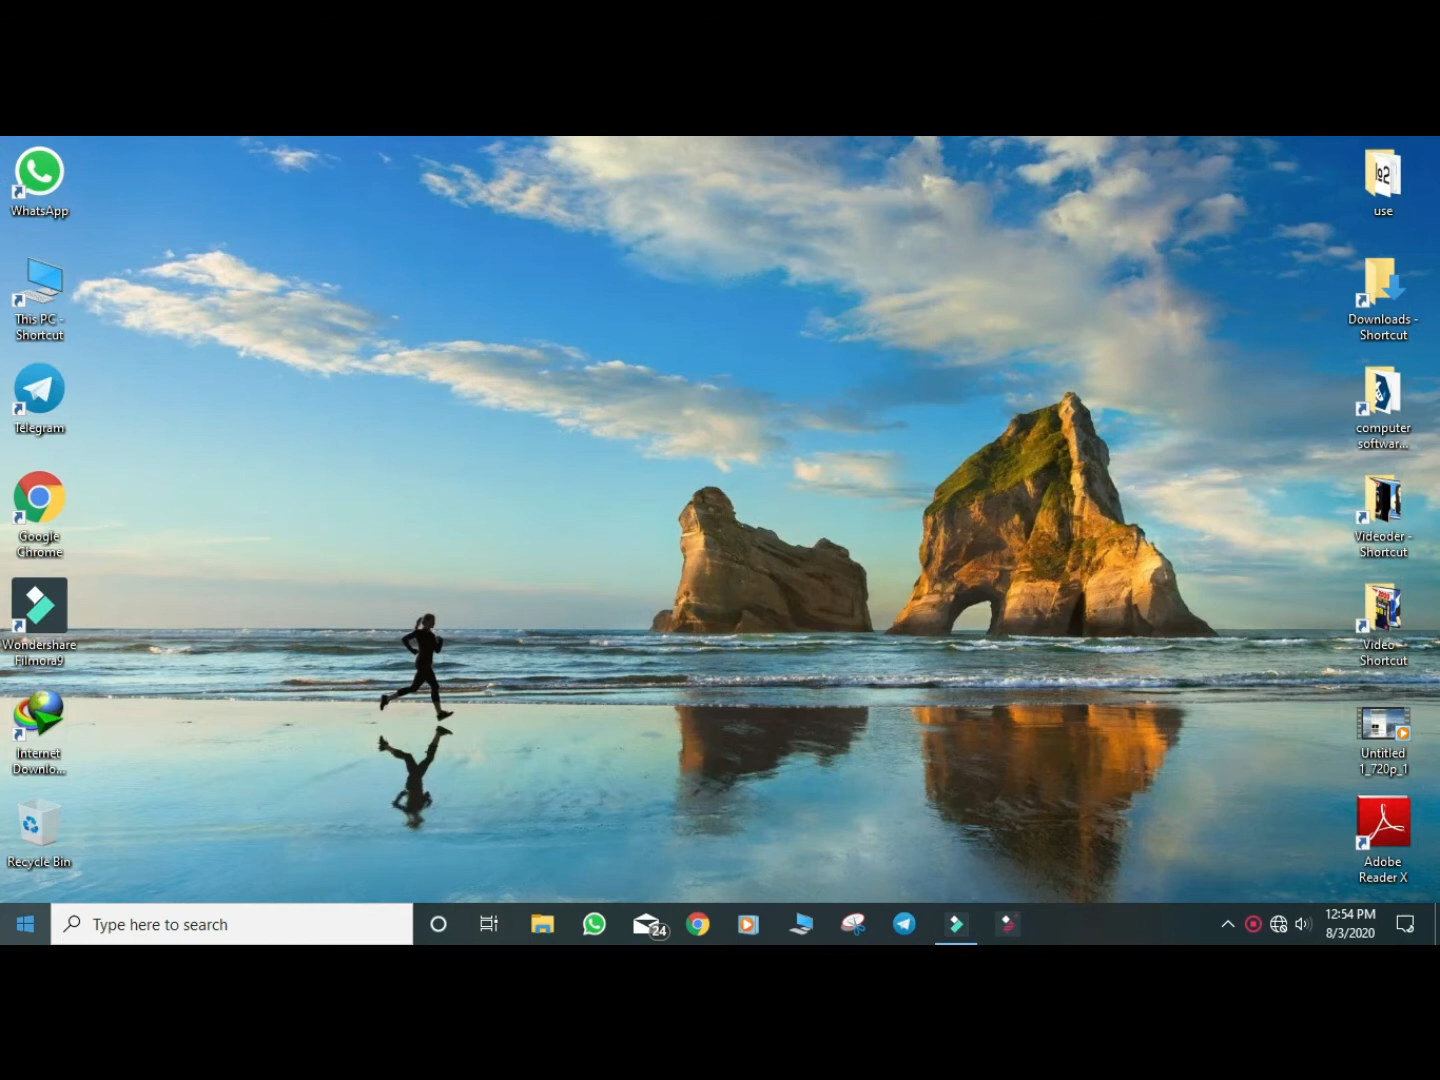 WhatsApp
This PC -
Shortcut
Telegram
Google
Chrome
Wondershare
Filmora9
Internet
Downlo...
Recycle Bin
use
Downloads -
Shortcut
computer
softwar...
Videoder -
Shortcut
Video -
Shortcut
Untitled
1_720p_1
Adobe
Reader X
Type here to search
24
12:54 PM
8/3/2020